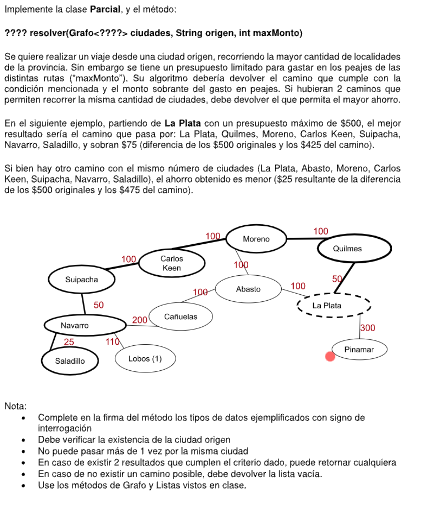 Implemente la clase Parcial, y el método:
???? resolver(Grafo<????> ciudades, String origen, int maxMonto)
Se quiere realizar un viaje desde una ciudad origen, recorriendo la mayor cantidad de localidades
de la provincia. Sin embargo se tiene un presupuesto limitado para gastar en los peajes de las
distintas rutas ("maxMonto"). Su algoritmo debería devolver el camino que cumple con la
condición mencionada y el monto sobrante del gasto en peajes. Si hubieran 2 caminos que
permiten recorrer la misma cantidad de ciudades, debe devolver el que permita el mayor ahorro.
En el siguiente ejemplo, partiendo de La Plata con un presupuesto máximo de $500, el mejor
resultado sería el camino que pasa por: La Plata, Quilmes, Moreno, Carlos Keen, Suipacha,
Navarro, Saladillo, y sobran $75 (diferencia de los $500 originales y los $425 del camino).
Si bien hay otro camino con el mismo número de ciudades (La Plata, Abasto, Moreno, Carlos
Keen, Suipacha, Navarro, Saladillo), el ahorro obtenido es menor ($25 resultante de la diferencia
de los $500 originales y los $475 del camino).
100
Moreno
100
Quilmes
100
Carlos
Keen
100
Suipacha
100
Abasto
100
50
La Plata
50
200
Cañuelas
Navarro
300
25
110
Pinamar
Saladillo
Lobos (1)
Nota:
• Complete en la firma del método los tipos de datos ejemplificados con signo de
interrogación
• Debe verificar la existencia de la ciudad origen
• No puede pasar más de 1 vez por la misma ciudad
• En caso de existir 2 resultados que cumplen el criterio dado, puede retornar cualquiera
• En caso de no existir un camino posible, debe devolver la lista vacía.
• Use los métodos de Grafo y Listas vistos en clase.